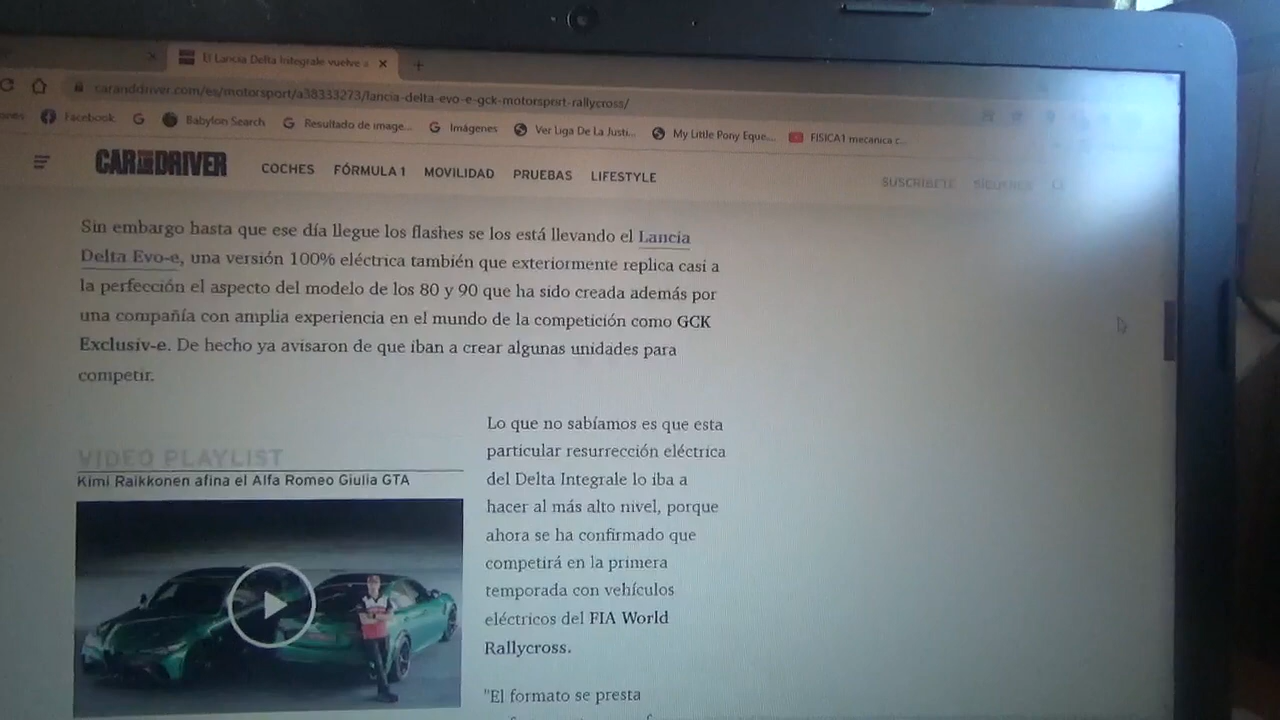 El Lancia Delta Integrale vuelve a
caranddriver.com/es/motorsport/a38333273/lancia-delta-evo-e-gck-motorsport-rallycross/
Facebook Babylon Search Resultado de image... Imágenes Ver Liga De La Justi... My Little Pony Eque.... FISICA1 mecanica c...
CAR AND DRIVER COCHES FÓRMULA 1 MOVILIDAD PRUEBAS LIFESTYLE SUSCRÍBETE SÍGUENOS
Sin embargo hasta que ese día llegue los flashes se los está llevando el Lancia
Delta Evo-e, una versión 100% eléctrica también que exteriormente replica casi a
la perfección el aspecto del modelo de los 80 y 90 que ha sido creada además por
una compañía con amplia experiencia en el mundo de la competición como GCK
Exclusiv-e. De hecho ya avisaron de que iban a crear algunas unidades para
competir.
VIDEO PLAYLIST
Kimi Raikkonen afina el Alfa Romeo Giulia GTA
Lo que no sabíamos es que esta
particular resurrección eléctrica
del Delta Integrale lo iba a
hacer al más alto nivel, porque
ahora se ha confirmado que
competirá en la primera
temporada con vehículos
eléctricos del FIA World
Rallycross.
"El formato se presta